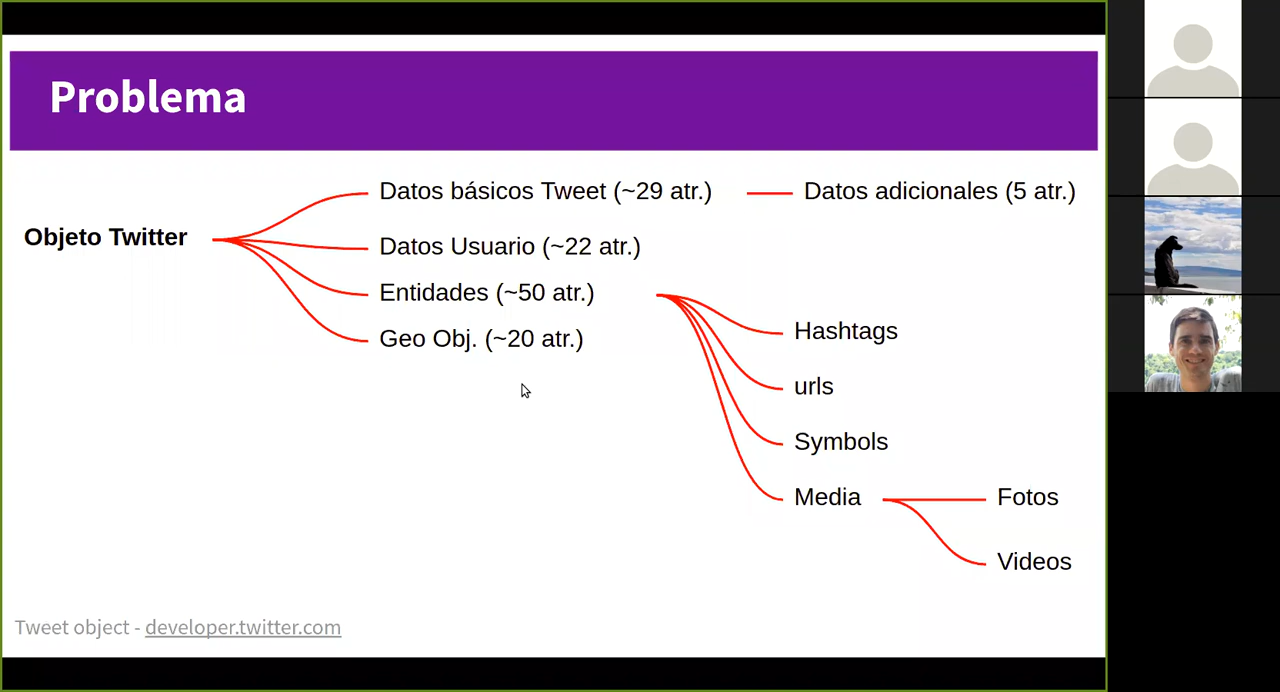 Problema
Datos básicos Tweet (~29 atr.)
Datos adicionales (5 atr.)
Objeto Twitter
Datos Usuario (~22 atr.)
Entidades (~50 atr.)
Geo Obj. (~20 atr.)
Hashtags
urls
Symbols
Media
Fotos
Videos
Tweet object - developer.twitter.com